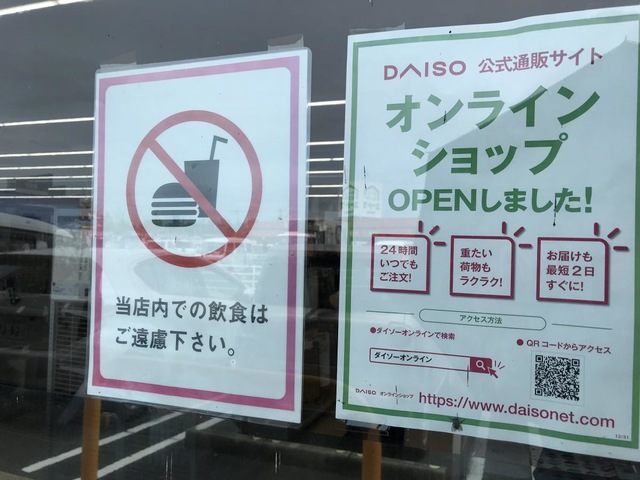 当店内での飲食は
ご遠慮下さい。
DAISO 公式通販サイト
オンライン
ショップ
OPENしました!
24時間
いつでも
ご注文!
重たい
荷物も
ラクラク!
お届けも
最短2日
すぐに!
アクセス方法
●ダイソーオンラインで検索
ダイソーオンライン
●QRコードからアクセス
DAISO オンラインショップ https://www.daisonet.com
12/31